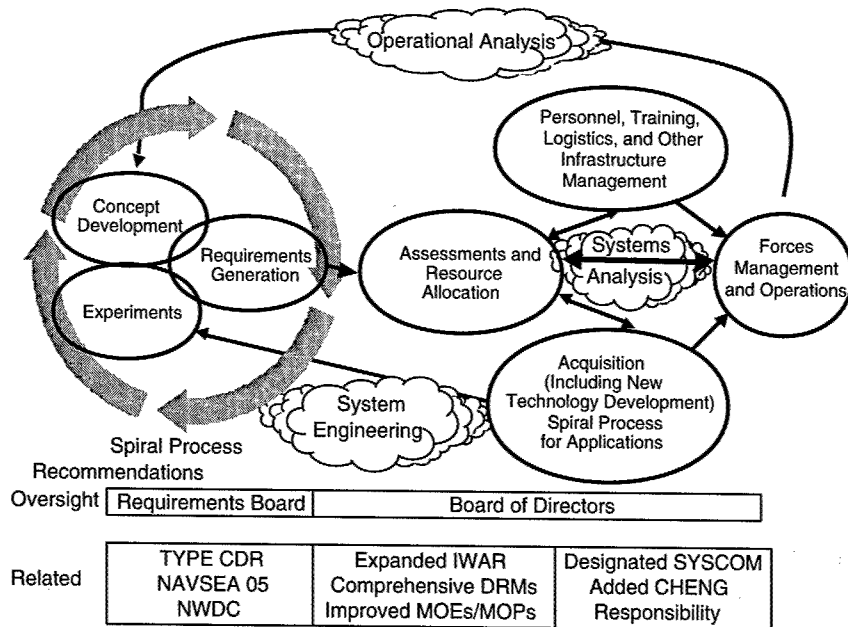 Operational Analysis
Personnel, Training,
Logistics, and Other
Infrastructure
Management
Concept
Development
Requirements
Generation
Experiments
Assessments and
Resource
Allocation
Systems
Analysis
Forces
Management
and Operations
Acquisition
(Including New
Technology Development)
Spiral Process
for Applications
System
Engineering
Spiral Process
Recommendations
Oversight
Requirements Board
Board of Directors
Related
TYPE CDR
NAVSEA 05
NWDC
Expanded IWAR
Comprehensive DRMs
Improved MOEs/MOPs
Designated SYSCOM
Added CHENG
Responsibility